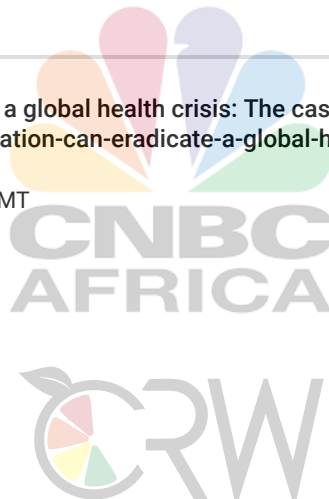 a global health crisis: The cas
ation-can-eradicate-a-global-h
MT
CNBC
AFRICA
CRW